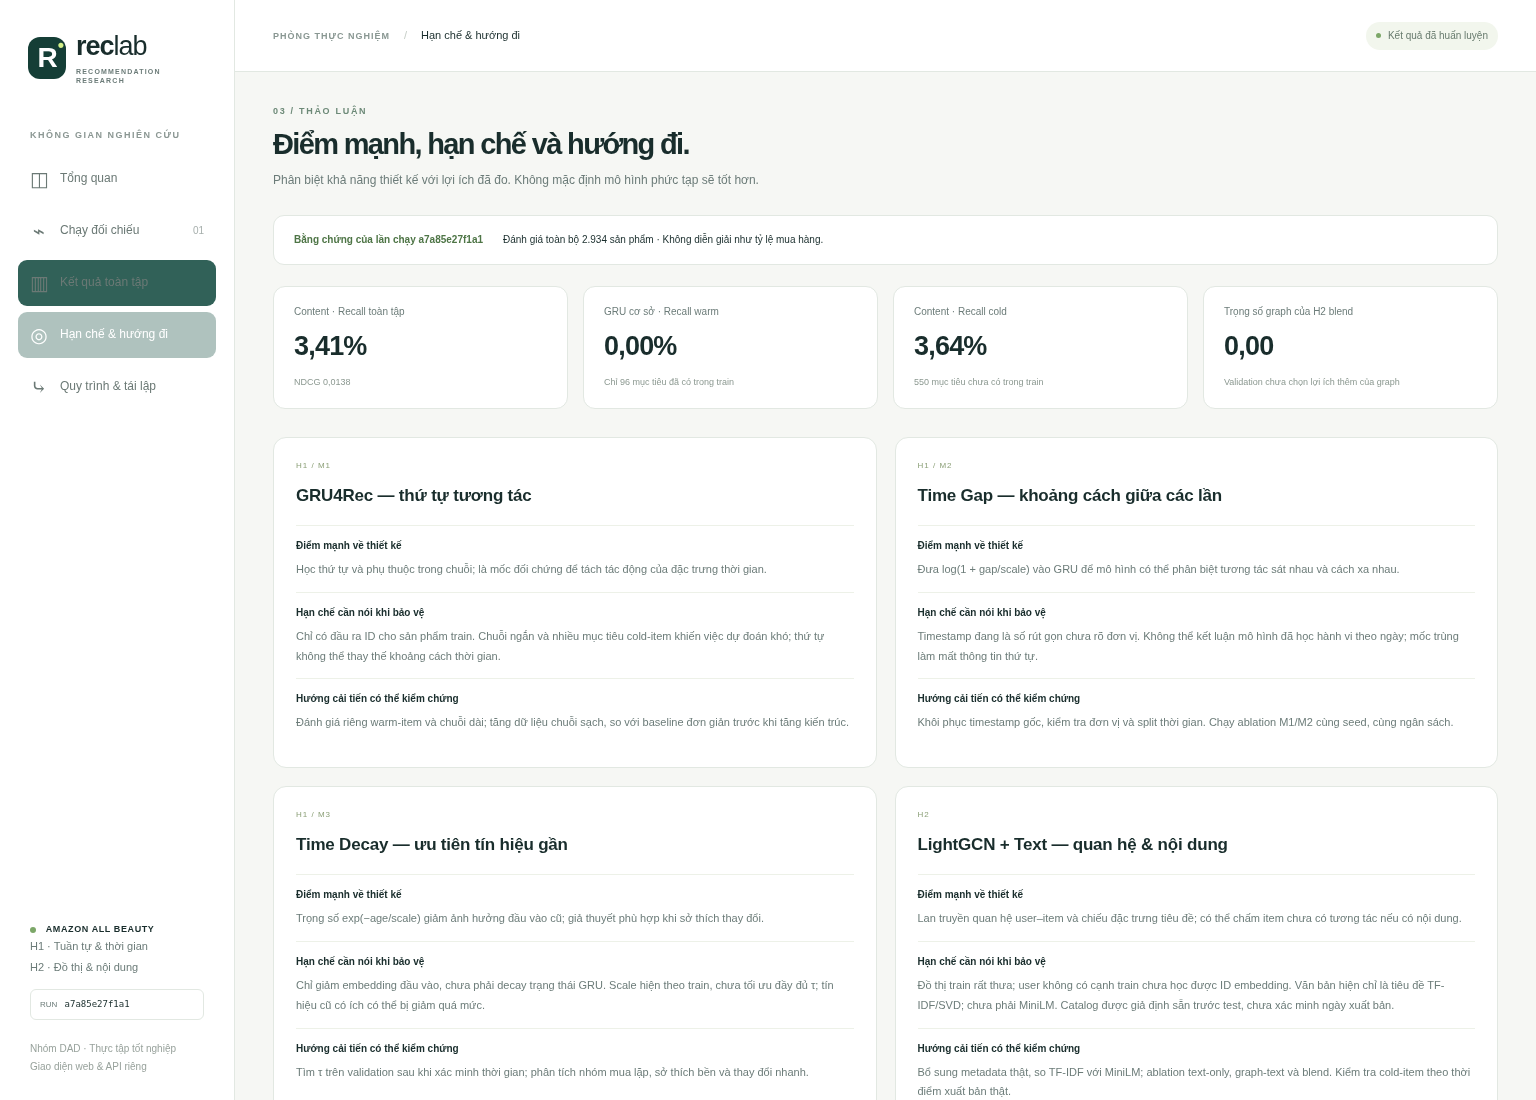 R
reclab
RECOMMENDATION
RESEARCH
KHÔNG GIAN NGHIÊN CỨU
Tổng quan
Chạy đối chiếu 01
Kết quả toàn tập
Hạn chế & hướng đi
Quy trình & tái lập
AMAZON ALL BEAUTY
H1 · Tuần tự & thời gian
H2 · Đồ thị & nội dung
RUN a7a85e27f1a1
Nhóm DAD · Thực tập tốt nghiệp
Giao diện web & API riêng
PHÒNG THỰC NGHIỆM / Hạn chế & hướng đi
Kết quả đã huấn luyện
03 / THẢO LUẬN
Điểm mạnh, hạn chế và hướng đi.
Phân biệt khả năng thiết kế với lợi ích đã đo. Không mặc định mô hình phức tạp sẽ tốt hơn.
Bằng chứng của lần chạy a7a85e27f1a1 Đánh giá toàn bộ 2.934 sản phẩm · Không diễn giải như tỷ lệ mua hàng.
Content · Recall toàn tập
3,41%
NDCG 0,0138
GRU cơ sở · Recall warm
0,00%
Chỉ 96 mục tiêu đã có trong train
Content · Recall cold
3,64%
550 mục tiêu chưa có trong train
Trọng số graph của H2 blend
0,00
Validation chưa chọn lợi ích thêm của graph
H1 / M1
GRU4Rec — thứ tự tương tác
Điểm mạnh về thiết kế
Học thứ tự và phụ thuộc trong chuỗi; là mốc đối chứng để tách tác động của đặc trưng thời gian.
Hạn chế cần nói khi bảo vệ
Chỉ có đầu ra ID cho sản phẩm train. Chuỗi ngắn và nhiều mục tiêu cold-item khiến việc dự đoán khó; thứ tự
không thể thay thế khoảng cách thời gian.
Hướng cải tiến có thể kiểm chứng
Đánh giá riêng warm-item và chuỗi dài; tăng dữ liệu chuỗi sạch, so với baseline đơn giản trước khi tăng kiến trúc.
H1 / M2
Time Gap — khoảng cách giữa các lần
Điểm mạnh về thiết kế
Đưa log(1 + gap/scale) vào GRU để mô hình có thể phân biệt tương tác sát nhau và cách xa nhau.
Hạn chế cần nói khi bảo vệ
Timestamp đang là số rút gọn chưa rõ đơn vị. Không thể kết luận mô hình đã học hành vi theo ngày; mốc trùng
làm mất thông tin thứ tự.
Hướng cải tiến có thể kiểm chứng
Khôi phục timestamp gốc, kiểm tra đơn vị và split thời gian. Chạy ablation M1/M2 cùng seed, cùng ngân sách.
H1 / M3
Time Decay — ưu tiên tín hiệu gần
Điểm mạnh về thiết kế
Trọng số exp(−age/scale) giảm ảnh hưởng đầu vào cũ; giả thuyết phù hợp khi sở thích thay đổi.
Hạn chế cần nói khi bảo vệ
Chỉ giảm embedding đầu vào, chưa phải decay trạng thái GRU. Scale hiện theo train, chưa tối ưu đầy đủ τ; tín
hiệu cũ có ích có thể bị giảm quá mức.
Hướng cải tiến có thể kiểm chứng
Tìm τ trên validation sau khi xác minh thời gian; phân tích nhóm mua lặp, sở thích bền và thay đổi nhanh.
H2
LightGCN + Text — quan hệ & nội dung
Điểm mạnh về thiết kế
Lan truyền quan hệ user–item và chiếu đặc trưng tiêu đề; có thể chấm item chưa có tương tác nếu có nội dung.
Hạn chế cần nói khi bảo vệ
Đồ thị train rất thưa; user không có cạnh train chưa học được ID embedding. Văn bản hiện chỉ là tiêu đề TF-
IDF/SVD; chưa phải MiniLM. Catalog được giả định sẵn trước test, chưa xác minh ngày xuất bản.
Hướng cải tiến có thể kiểm chứng
Bổ sung metadata thật, so TF-IDF với MiniLM; ablation text-only, graph-text và blend. Kiểm tra cold-item theo thời
điểm xuất bản thật.